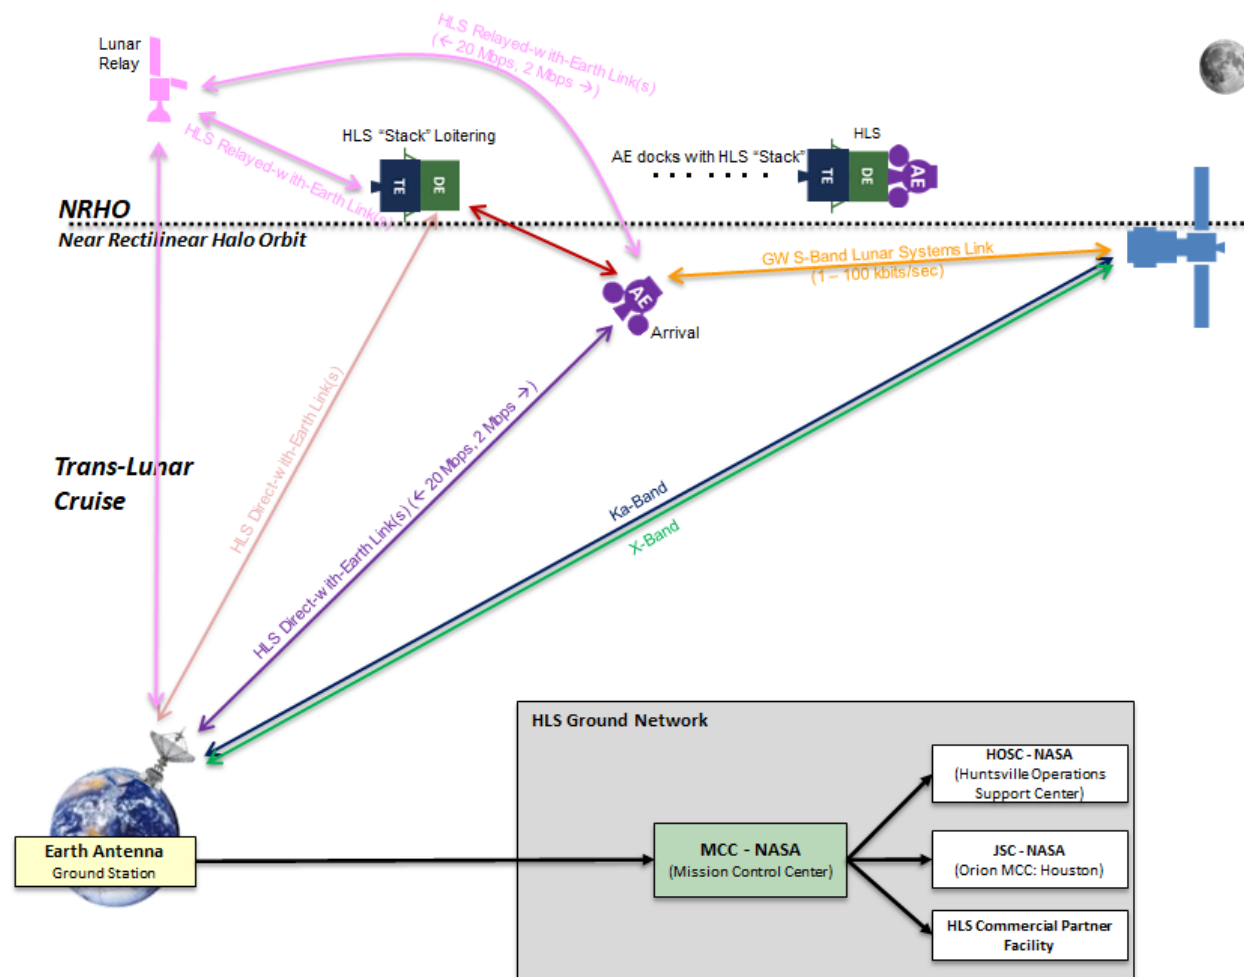 Lunar
Relay
HLS Relayed-with-Earth Link(s)
(← 20 Mbps, 2 Mbps →)
HLS Relayed-with-Earth Link(s)
HLS “Stack” Loitering
TE
DE
AE docks with HLS “Stack”
HLS
TE
DE
AE
NRHO
Near Rectilinear Halo Orbit
GW S-Band Lunar Systems Link
(1 – 100 kbits/sec)
AE
Arrival
HLS Direct-with-Earth Link(s)
HLS Direct-with-Earth Link(s) (← 20 Mbps, 2 Mbps →)
Trans-Lunar
Cruise
Ka-Band
X-Band
HLS Ground Network
Earth Antenna
Ground Station
MCC - NASA
(Mission Control Center)
HOSC - NASA
(Huntsville Operations
Support Center)
JSC - NASA
(Orion MCC: Houston)
HLS Commercial Partner
Facility